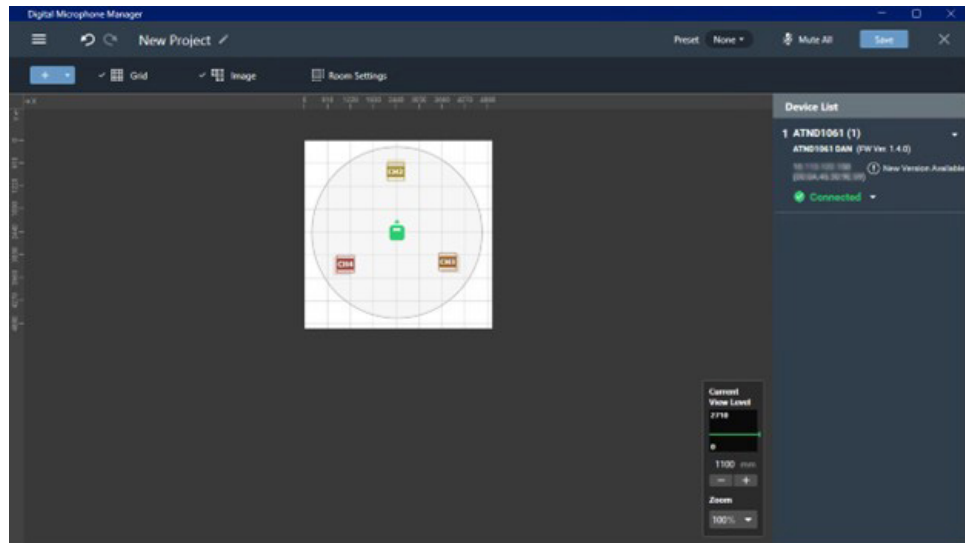 Digital Microphone Manager
New Project
Preset None
Mute All
Save
+
Grid
Image
Room Settings
Device List
1 ATND1061 (1)
ATND1061 DAN (FW Ver. 1.4.0)
New Version Available
Connected
CH2
CH4
CH3
Current
View Level
2710
0
1100 mm
− +
Zoom
100%